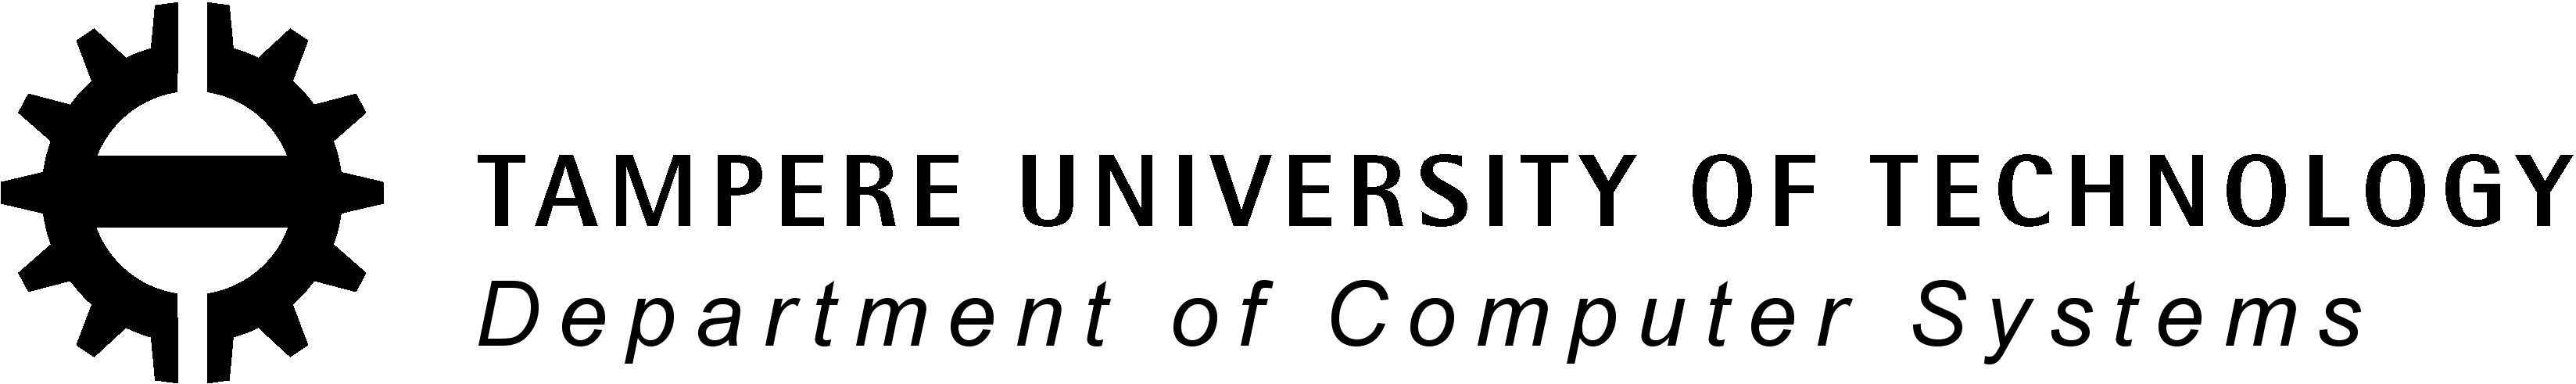 TAMPERE UNIVERSITY OF TECHNOLOGY
Department of Computer Systems